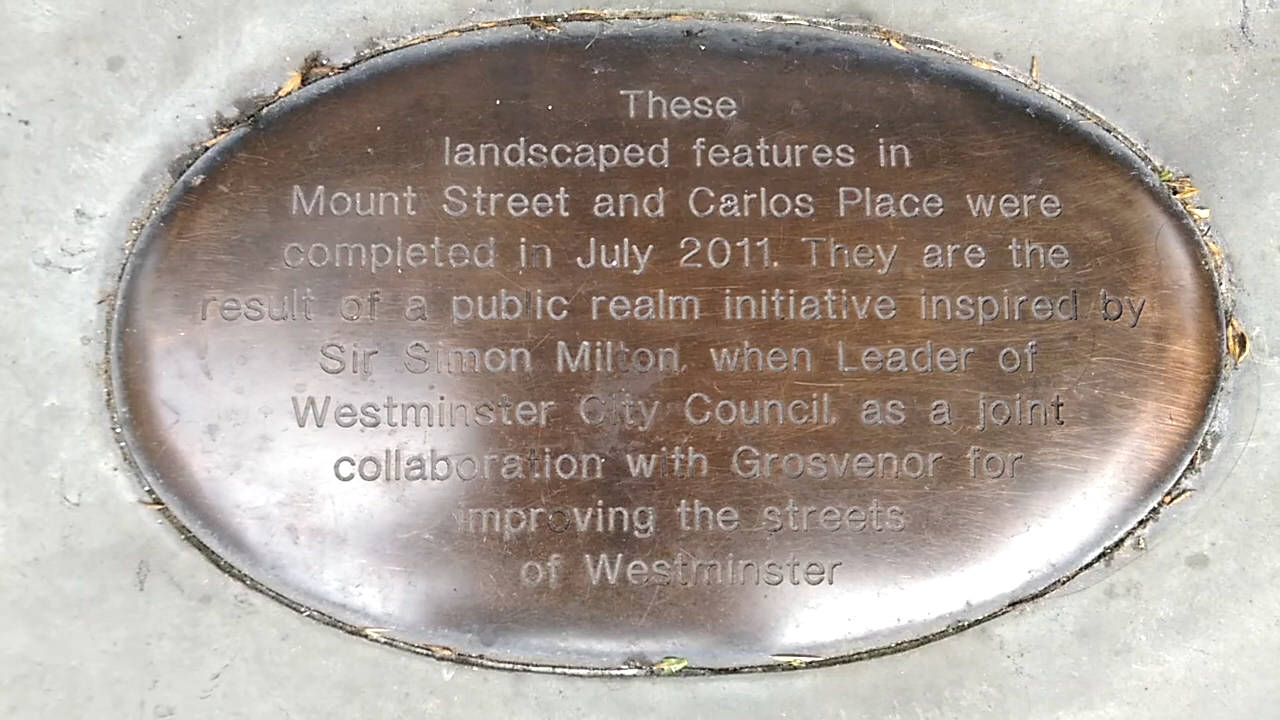 These
landscaped features in
Mount Street and Carlos Place were
completed in July 2011. They are the
result of a public realm initiative inspired by
Sir Simon Milton, when Leader of
Westminster City Council, as a joint
collaboration with Grosvenor for
improving the streets
of Westminster